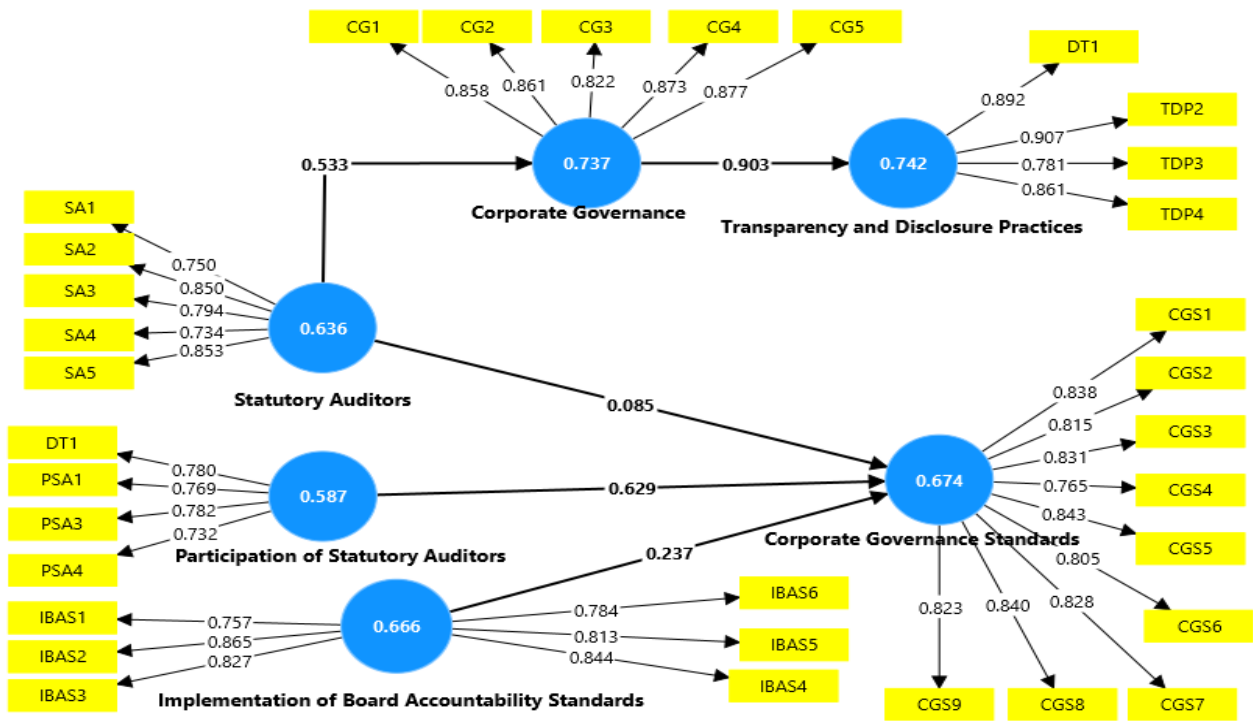 CG1 CG2 CG3 CG4 CG5
DT1
0.858 0.861 0.822 0.873 0.877
0.892
TDP2
0.907
0.533
0.737
0.903
0.742
0.781
TDP3
0.861
TDP4
Corporate Governance
Transparency and Disclosure Practices
SA1
SA2
SA3
SA4
SA5
0.750
0.850
0.794
0.734
0.853
0.636
Statutory Auditors
0.085
DT1
PSA1
PSA3
PSA4
0.780
0.769
0.782
0.732
0.587
Participation of Statutory Auditors
0.629
0.237
IBAS1
IBAS2
IBAS3
0.757
0.865
0.827
0.666
Implementation of Board Accountability Standards
0.784
0.813
0.844
IBAS6
IBAS5
IBAS4
0.674
Corporate Governance Standards
0.838
0.815
0.831
0.765
0.843
0.805
0.828
0.840
0.823
CGS1
CGS2
CGS3
CGS4
CGS5
CGS6
CGS9 CGS8 CGS7